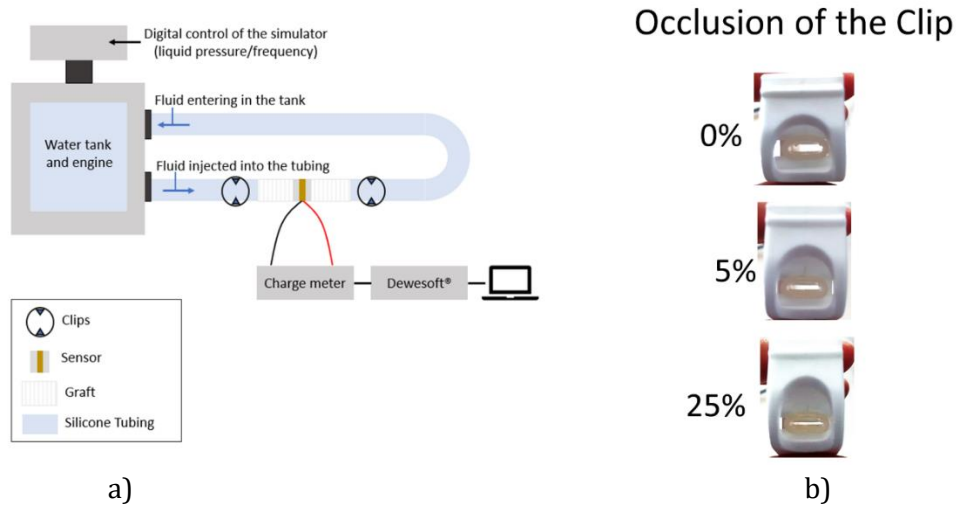 Digital control of the simulator
(liquid pressure/frequency)
Fluid entering in the tank
Water tank
and engine
Fluid injected into the tubing
Charge meter
Dewesoft®
Clips
Sensor
Graft
Silicone Tubing
a)
Occlusion of the Clip
0%
5%
25%
b)